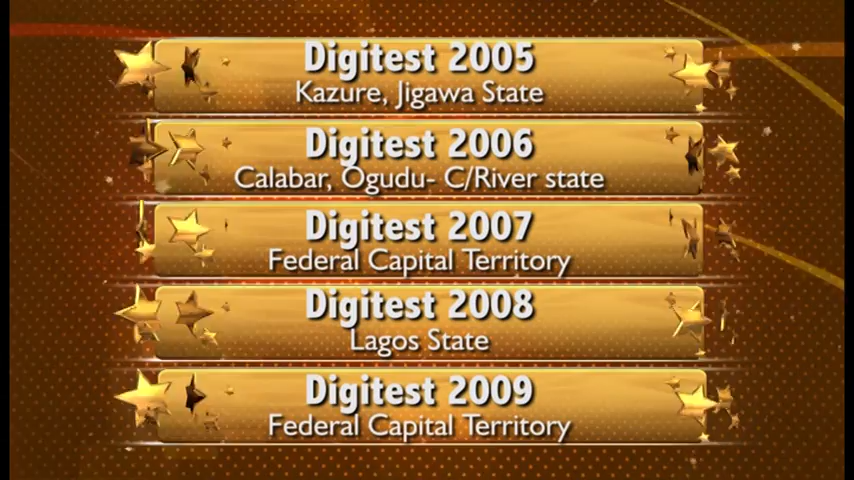 Digitest 2005
Kazure, Jigawa State
Digitest 2006
Calabar, Ogudu- C/River state
Digitest 2007
Federal Capital Territory
Digitest 2008
Lagos State
Digitest 2009
Federal Capital Territory